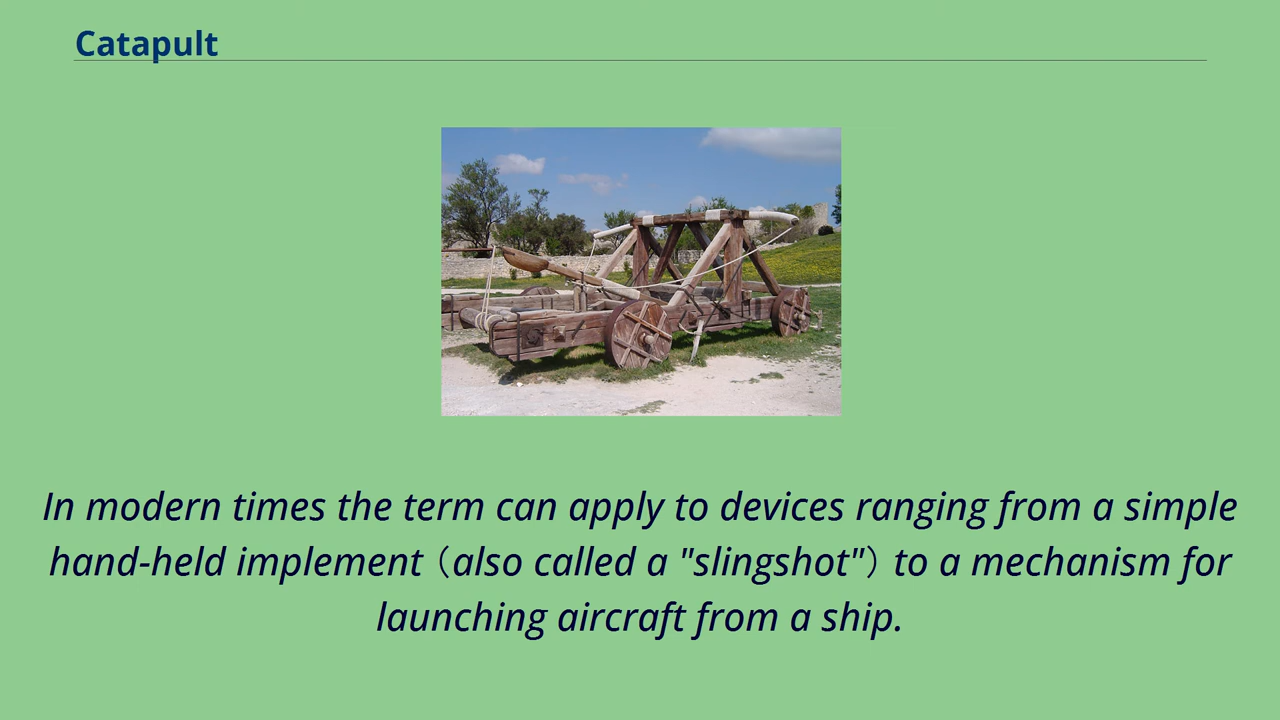 Catapult
In modern times the term can apply to devices ranging from a simple
hand-held implement（also called a "slingshot"）to a mechanism for
launching aircraft from a ship.